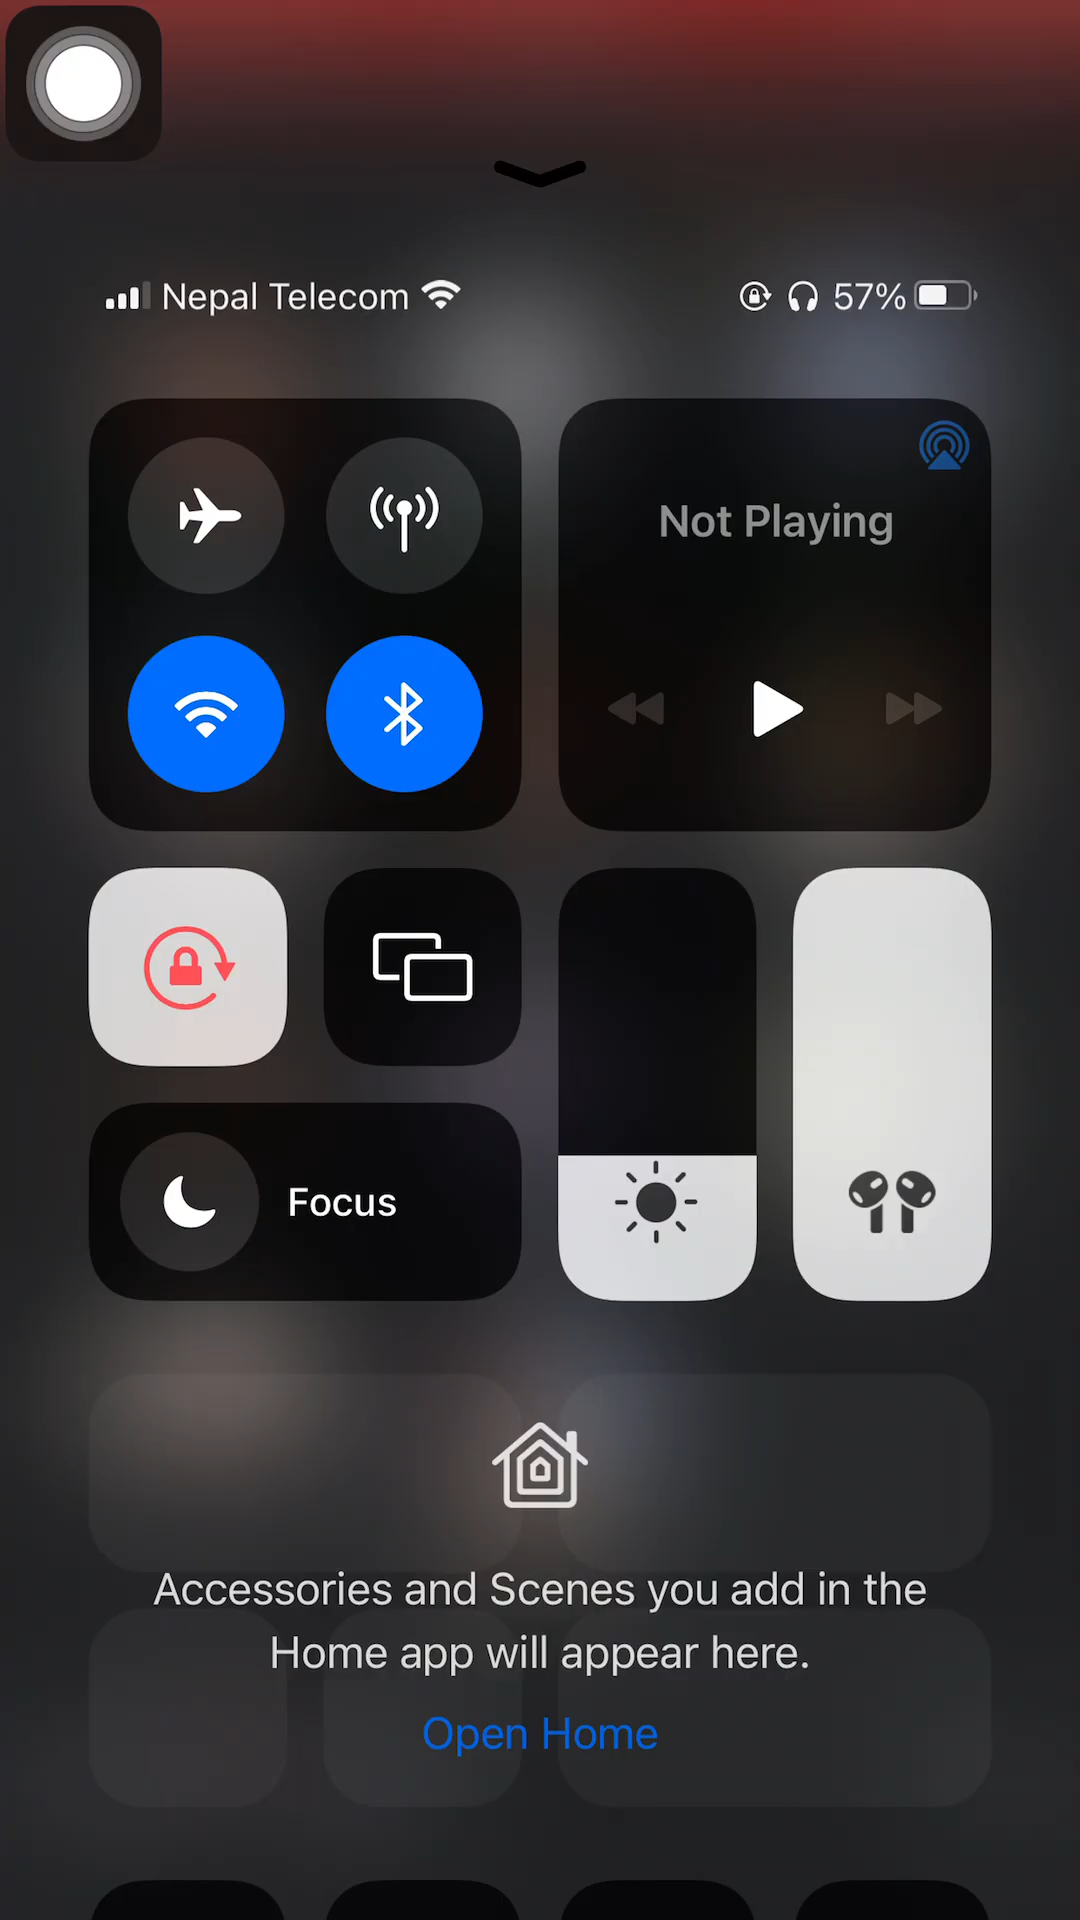 Nepal Telecom 57%
Not Playing
Focus
Accessories and Scenes you add in the
Home app will appear here.
Open Home